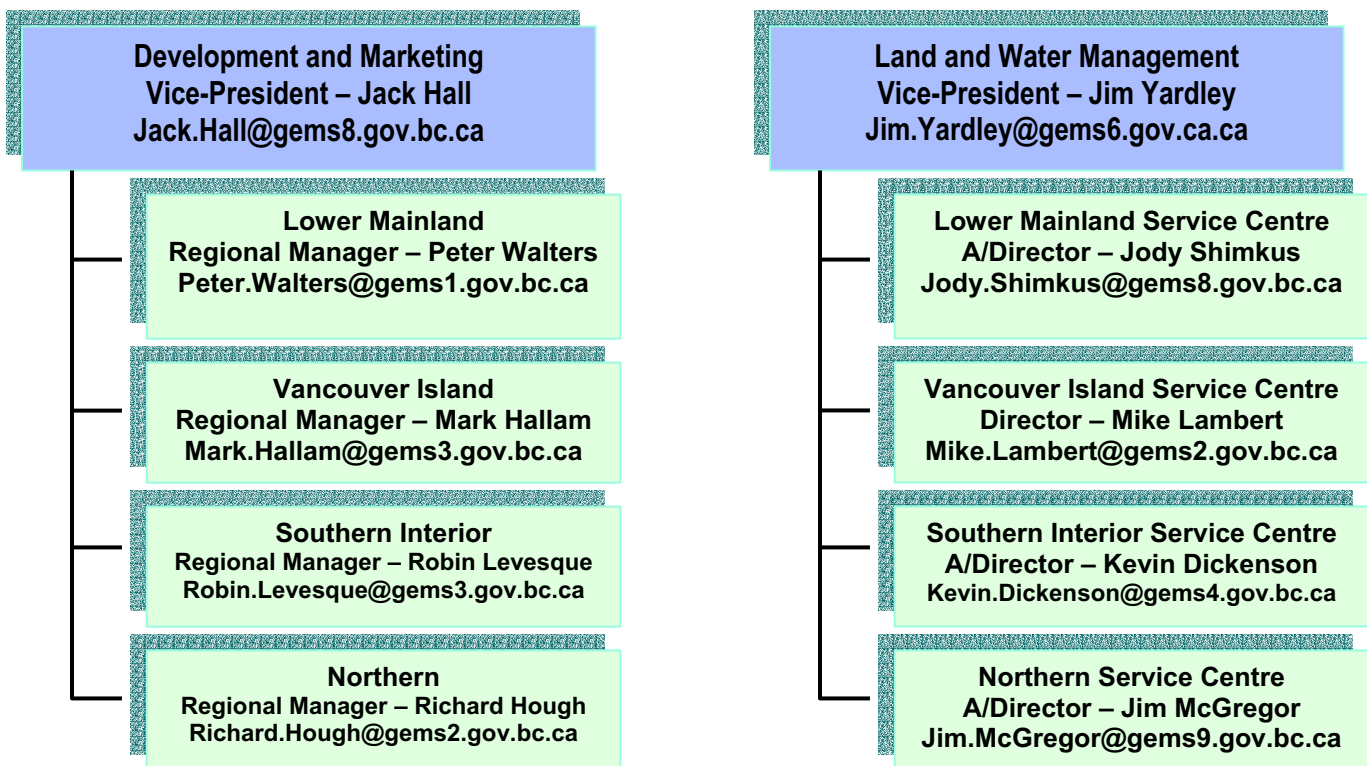 Development and Marketing
Vice-President – Jack Hall
Jack.Hall@gems8.gov.bc.ca
Lower Mainland
Regional Manager – Peter Walters
Peter.Walters@gems1.gov.bc.ca
Vancouver Island
Regional Manager – Mark Hallam
Mark.Hallam@gems3.gov.bc.ca
Southern Interior
Regional Manager – Robin Levesque
Robin.Levesque@gems3.gov.bc.ca
Northern
Regional Manager – Richard Hough
Richard.Hough@gems2.gov.bc.ca
Land and Water Management
Vice-President – Jim Yardley
Jim.Yardley@gems6.gov.ca.ca
Lower Mainland Service Centre
A/Director – Jody Shimkus
Jody.Shimkus@gems8.gov.bc.ca
Vancouver Island Service Centre
Director – Mike Lambert
Mike.Lambert@gems2.gov.bc.ca
Southern Interior Service Centre
A/Director – Kevin Dickenson
Kevin.Dickenson@gems4.gov.bc.ca
Northern Service Centre
A/Director – Jim McGregor
Jim.McGregor@gems9.gov.bc.ca